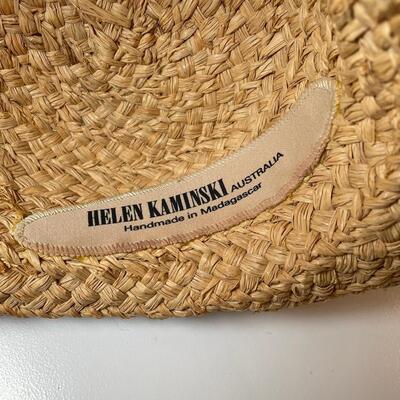 HELEN KAMINSKI AUSTRALIA
Handmade in Madagascar